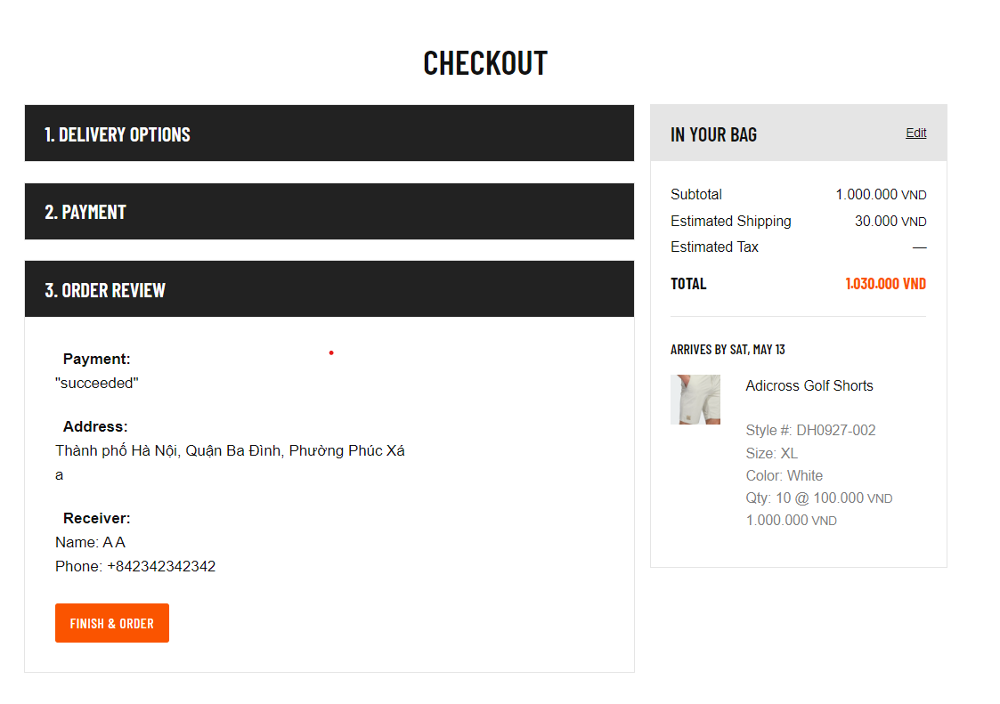 CHECKOUT
1. DELIVERY OPTIONS
2. PAYMENT
3. ORDER REVIEW
Payment:
"succeeded"
Address:
Thành phố Hà Nội, Quận Ba Đình, Phường Phúc Xá
a
Receiver:
Name: A A
Phone: +842342342342
FINISH & ORDER
IN YOUR BAG
Edit
Subtotal 1.000.000 VND
Estimated Shipping 30.000 VND
Estimated Tax —
TOTAL 1.030.000 VND
ARRIVES BY SAT, MAY 13
Adicross Golf Shorts
Style #: DH0927-002
Size: XL
Color: White
Qty: 10 @ 100.000 VND
1.000.000 VND